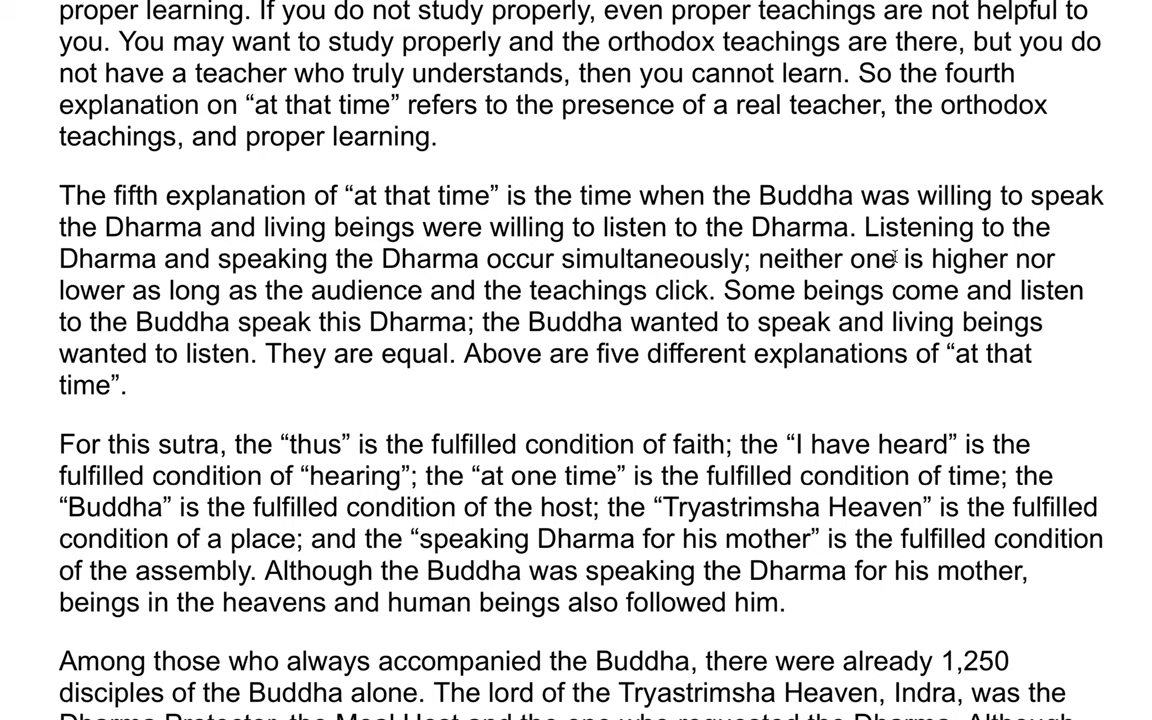 proper learning. If you do not study properly, even proper teachings are not helpful to
you. You may want to study properly and the orthodox teachings are there, but you do
not have a teacher who truly understands, then you cannot learn. So the fourth
explanation on “at that time” refers to the presence of a real teacher, the orthodox
teachings, and proper learning.
The fifth explanation of “at that time” is the time when the Buddha was willing to speak
the Dharma and living beings were willing to listen to the Dharma. Listening to the
Dharma and speaking the Dharma occur simultaneously; neither one is higher nor
lower as long as the audience and the teachings click. Some beings come and listen
to the Buddha speak this Dharma; the Buddha wanted to speak and living beings
wanted to listen. They are equal. Above are five different explanations of “at that
time”.
For this sutra, the “thus” is the fulfilled condition of faith; the “I have heard” is the
fulfilled condition of “hearing”; the “at one time” is the fulfilled condition of time; the
“Buddha” is the fulfilled condition of the host; the “Tryastrimsha Heaven” is the fulfilled
condition of a place; and the “speaking Dharma for his mother” is the fulfilled condition
of the assembly. Although the Buddha was speaking the Dharma for his mother,
beings in the heavens and human beings also followed him.
Among those who always accompanied the Buddha, there were already 1,250
disciples of the Buddha alone. The lord of the Tryastrimsha Heaven, Indra, was the
Dharma Protector, the Meal Host and the one who requested the Dharma. Although